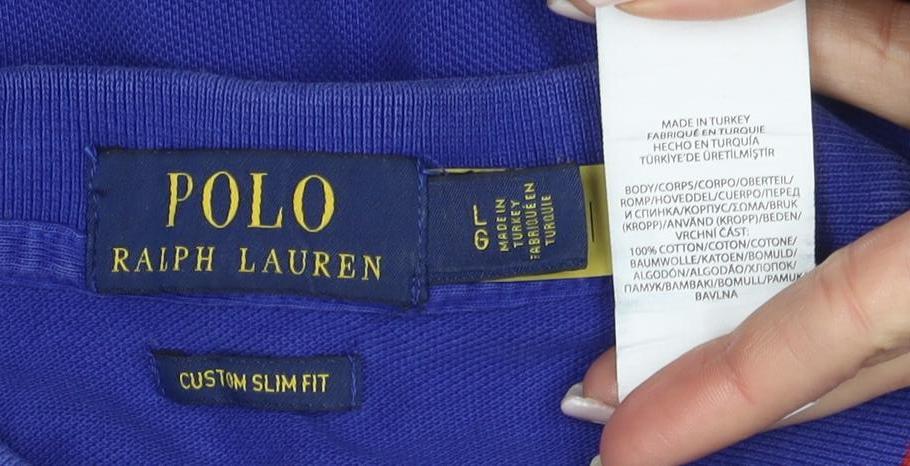 POLO
RALPH LAUREN
L
G
MADE IN
TURKEY
FABRIQUÉ EN
TURQUIE
CUSTOM SLIM FIT
MADE IN TURKEY
FABRIQUÉ EN TURQUIE
HECHO EN TURQUÍA
TÜRKİYE'DE ÜRETİLMİŞTİR
BODY/CORPS/CORPO/OBERTEIL/
ROMP/HOVEDDEL/CUERPO/ПЕРЕД
И СПИНКА/КОРПУС/ΣΩΜΑ/BRUK
(KROPP)/ANVÄND (KROPP)/BEDEN/
VRCHNÍ ČÁST:
100% COTTON/COTON/COTONE/
BAUMWOLLE/KATOEN/BOMULD/
ALGODÓN/ALGODÃO/ХЛОПОК/
ΠΑΜΥΚ/BAMBAKI/BOMULL/PAMUK
BAVLNA